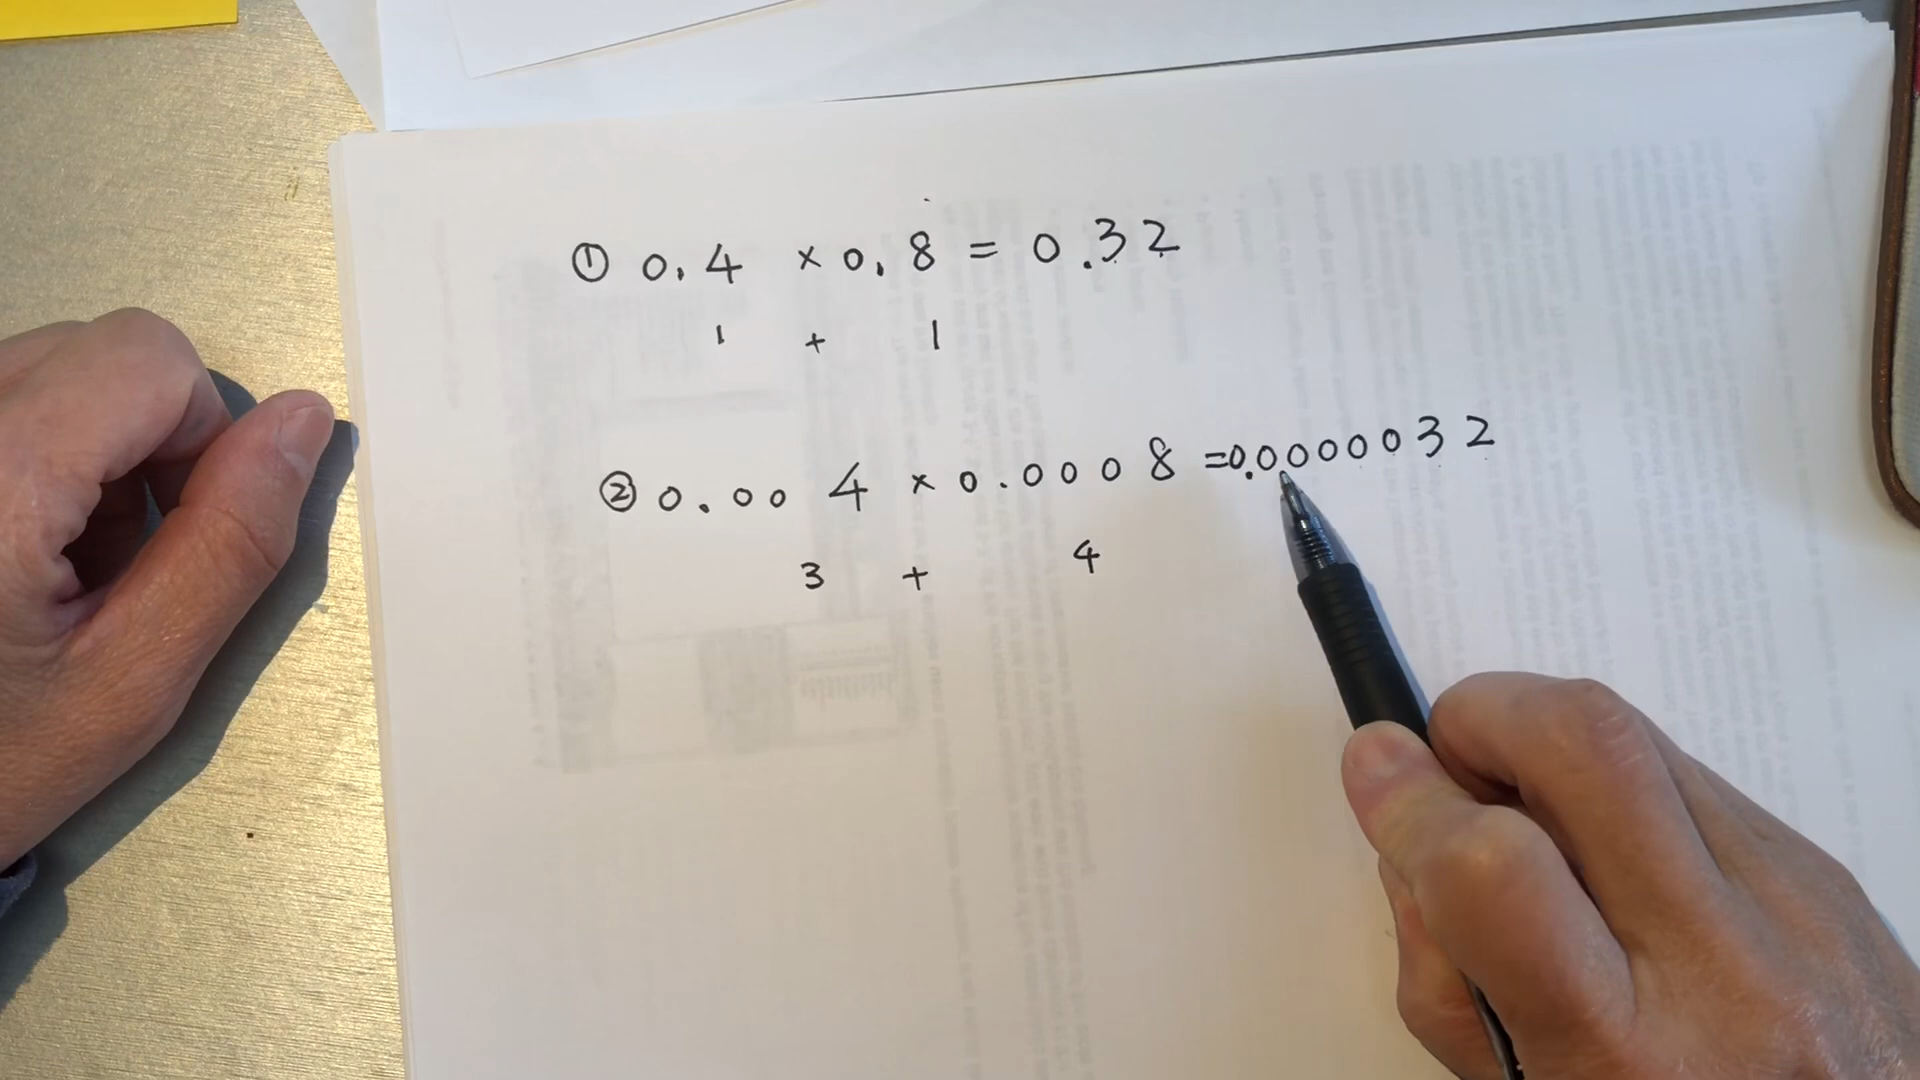 ① 0.4 × 0.8 = 0.32
1 + 1
② 0.004 × 0.0008 = 0.0000032
3 + 4